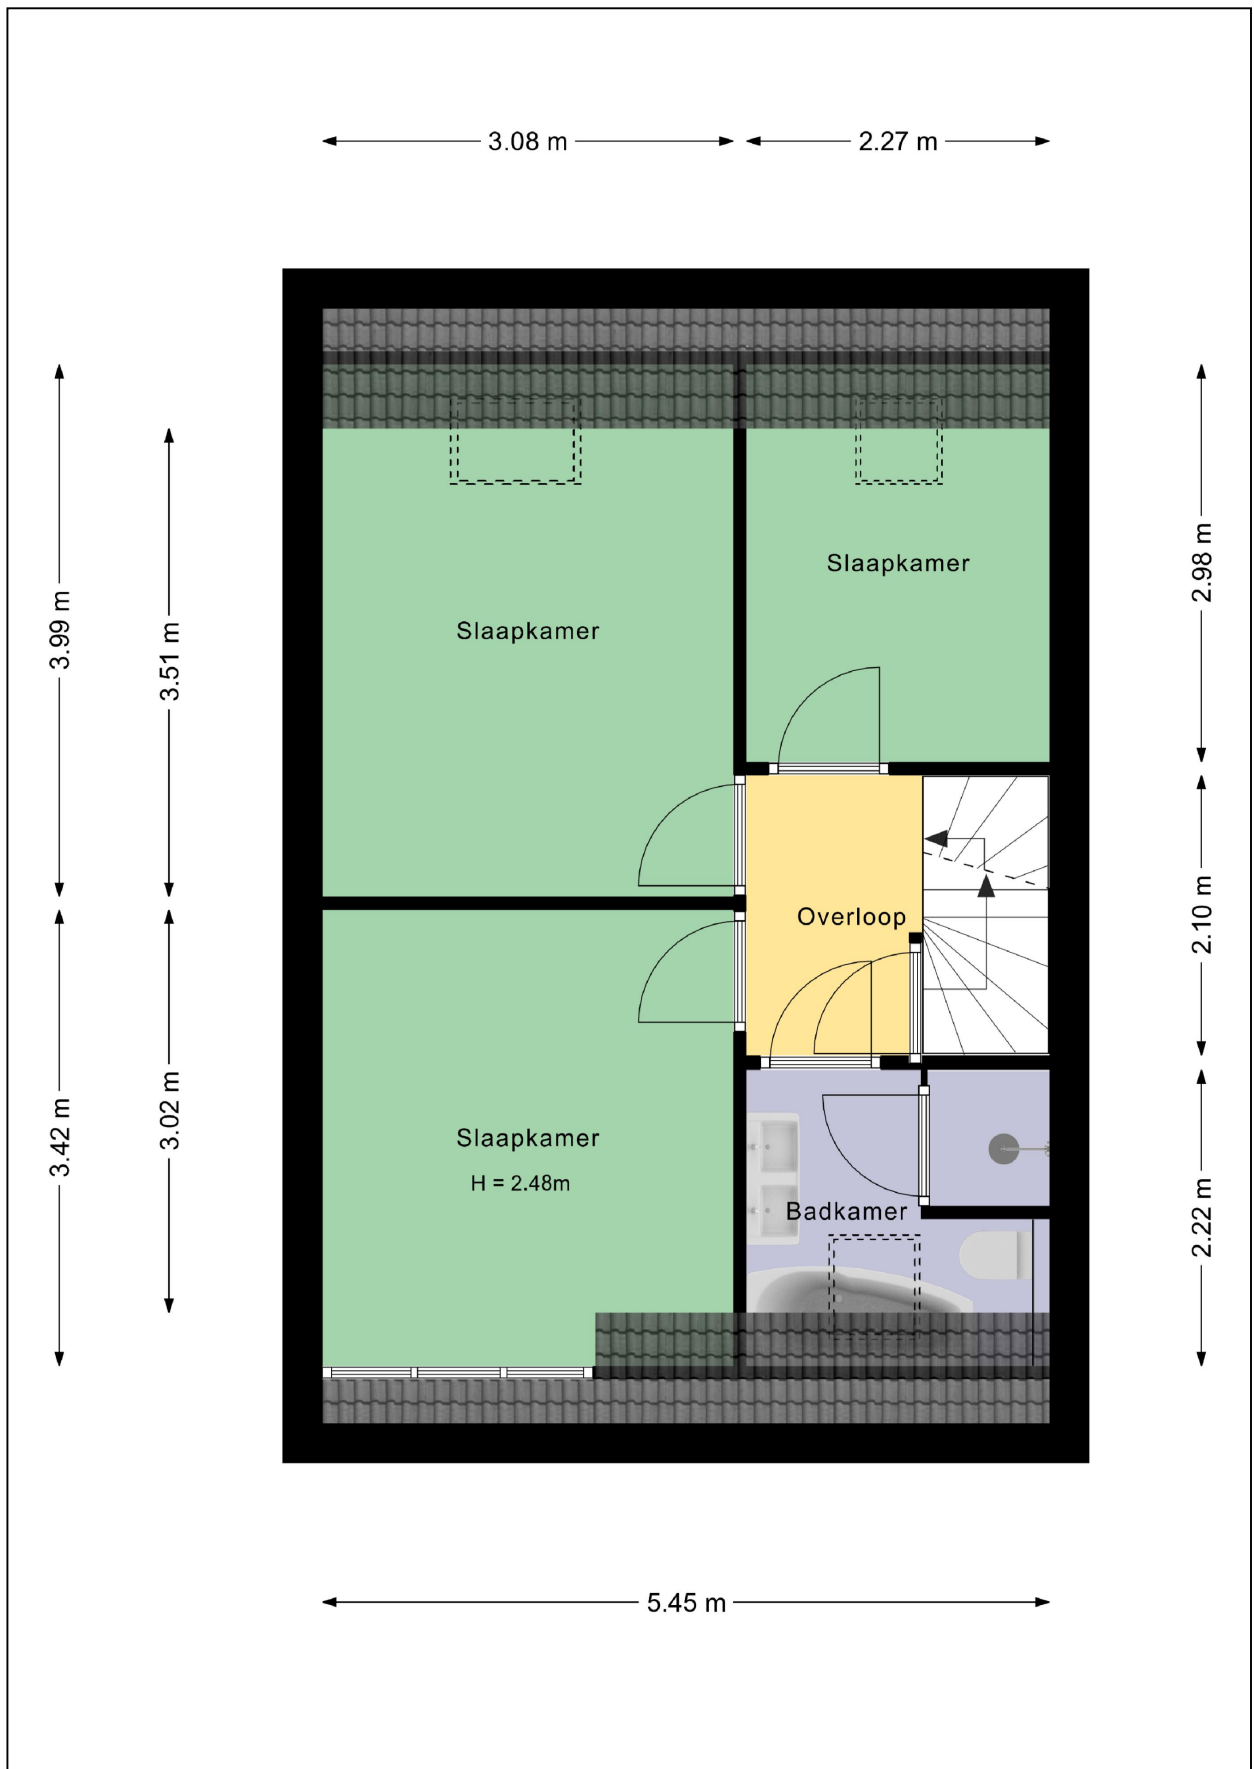 3.08 m
2.27 m
3.99 m
3.51 m
2.98 m
Slaapkamer
Slaapkamer
Overloop
2.10 m
3.42 m
3.02 m
Slaapkamer
H = 2.48m
Badkamer
2.22 m
5.45 m